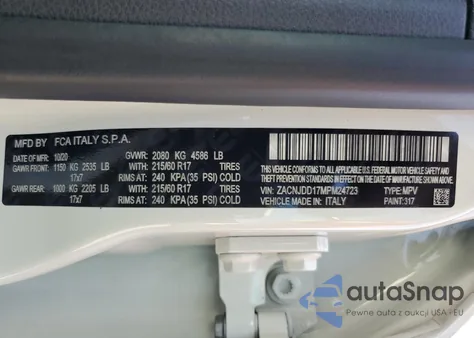 MFD BY FCA ITALY S.P.A.
DATE OF MFR: 10/20 GVWR: 2080 KG 4586 LB
GAWR FRONT: 1150 KG 2535 LB WITH: 215/60 R17 TIRES
17x7 RIMS AT: 240 KPA (35 PSI) COLD
GAWR REAR: 1000 KG 2205 LB WITH: 215/60 R17 TIRES
17x7 RIMS AT: 240 KPA (35 PSI) COLD
THIS VEHICLE CONFORMS TO ALL APPLICABLE U.S.A. FEDERAL MOTOR VEHICLE SAFETY
AND THEFT PREVENTION STANDARDS IN EFFECT ON THE DATE OF MANUFACTURE SHOWN ABOVE
VIN: ZACNJDD17MPM24723 TYPE: MPV
VEHICLE MADE IN: ITALY PAINT: 317
autoSnap
Pewne auta z aukcji USA - EU